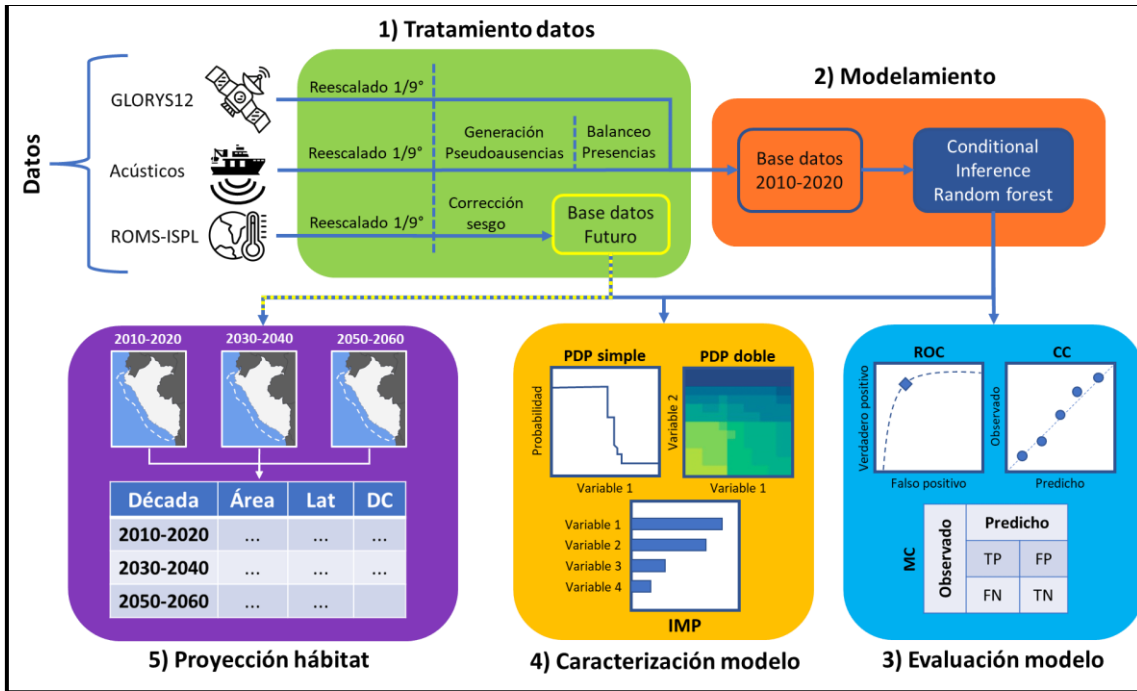 1) Tratamiento datos
Datos
GLORYS12
Reescalado 1/9°
Acústicos
Reescalado 1/9°
Generación
Pseudoausencias
Balanceo
Presencias
ROMS-ISPL
Reescalado 1/9°
Corrección
sesgo
Base datos
Futuro
2) Modelamiento
Base datos
2010-2020
Conditional
Inference
Random forest
2010-2020
2030-2040
2050-2060
Década Área Lat DC
2010-2020 ... ... ...
2030-2040 ... ... ...
2050-2060 ... ...
5) Proyección hábitat
PDP simple
Probabilidad
Variable 1
PDP doble
Variable 2
Variable 1
Variable 1
Variable 2
Variable 3
Variable 4
IMP
4) Caracterización modelo
ROC
Verdadero positivo
Falso positivo
CC
Observado
Predicho
MC
Observado
Predicho
TP FP
FN TN
3) Evaluación modelo